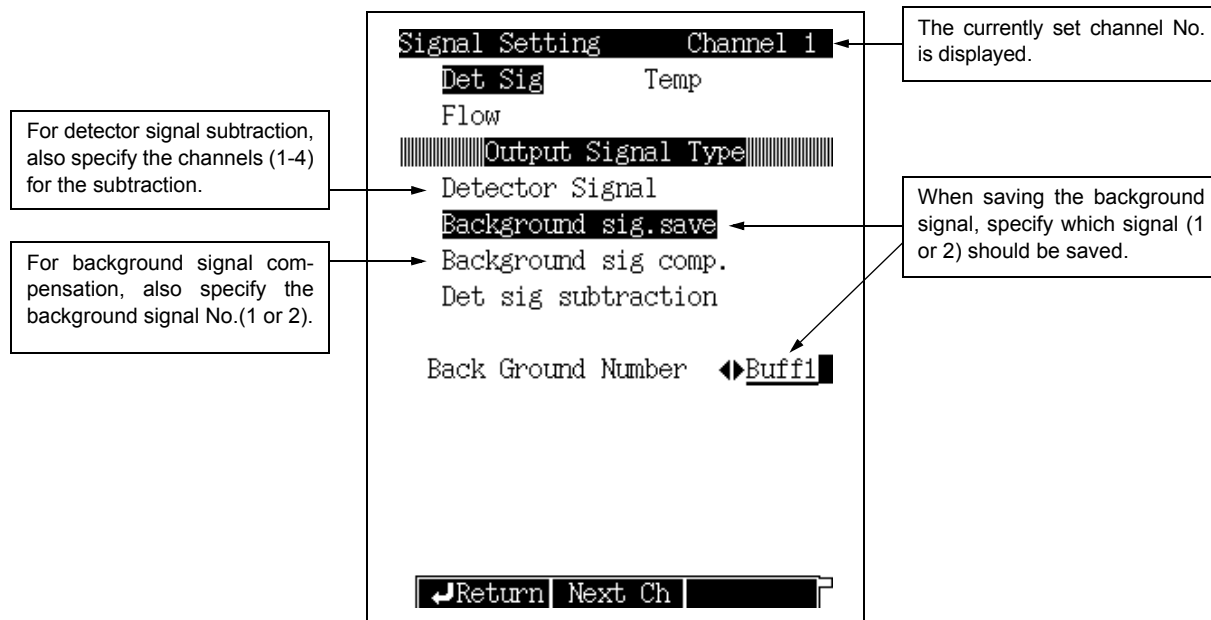 Signal Setting Channel 1
Det Sig Temp
Flow
Output Signal Type
Detector Signal
Background sig.save
Background sig comp.
Det sig subtraction
Back Ground Number Buff1
Return Next Ch
For detector signal subtraction,
also specify the channels (1-4)
for the subtraction.
For background signal com-
pensation, also specify the
background signal No.(1 or 2).
The currently set channel No.
is displayed.
When saving the background
signal, specify which signal (1
or 2) should be saved.